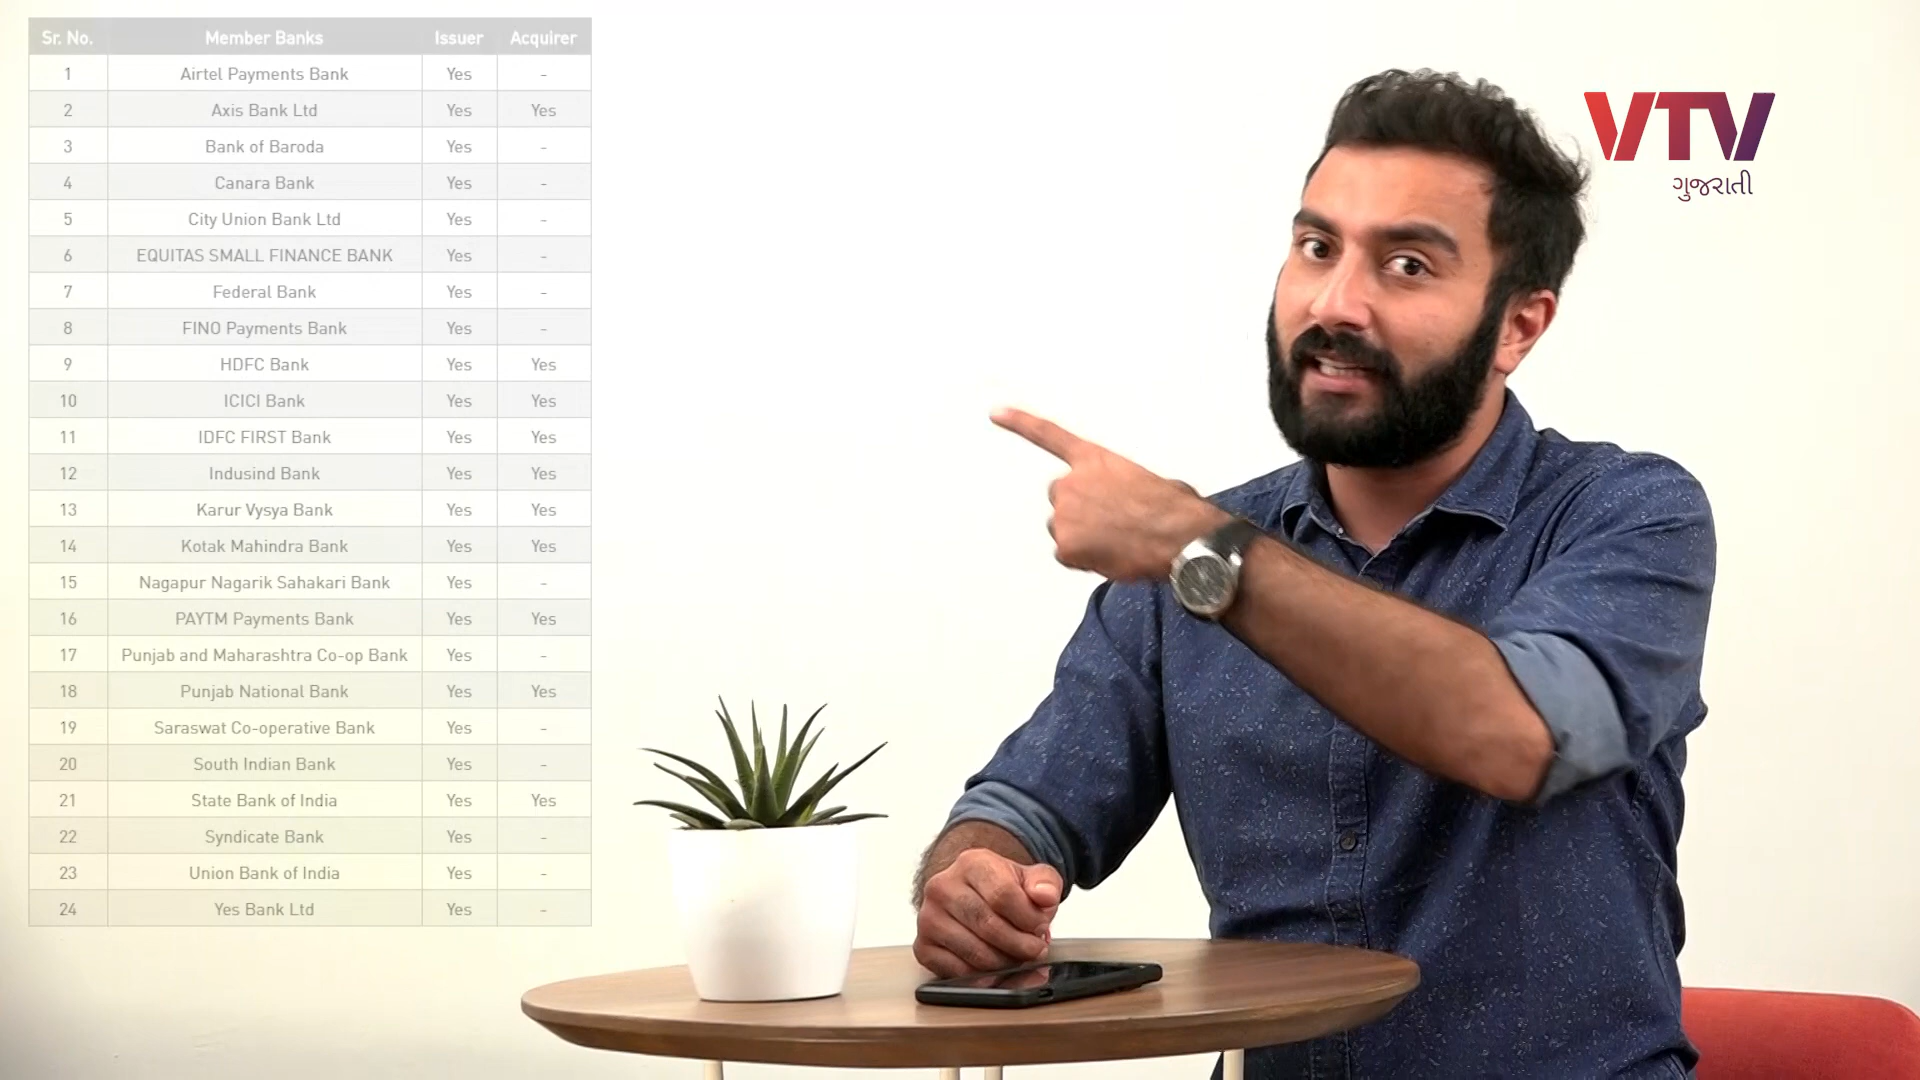 Sr. No. Member Banks Issuer Acquirer
1 Airtel Payments Bank Yes -
2 Axis Bank Ltd Yes Yes
3 Bank of Baroda Yes -
4 Canara Bank Yes -
5 City Union Bank Ltd Yes -
6 EQUITAS SMALL FINANCE BANK Yes -
7 Federal Bank Yes -
8 FINO Payments Bank Yes -
9 HDFC Bank Yes Yes
10 ICICI Bank Yes Yes
11 IDFC FIRST Bank Yes Yes
12 Indusind Bank Yes Yes
13 Karur Vysya Bank Yes Yes
14 Kotak Mahindra Bank Yes Yes
15 Nagapur Nagarik Sahakari Bank Yes -
16 PAYTM Payments Bank Yes Yes
17 Punjab and Maharashtra Co-op Bank Yes -
18 Punjab National Bank Yes Yes
19 Saraswat Co-operative Bank Yes -
20 South Indian Bank Yes -
21 State Bank of India Yes Yes
22 Syndicate Bank Yes -
23 Union Bank of India Yes -
24 Yes Bank Ltd Yes -
VTV
ગુજરાતી